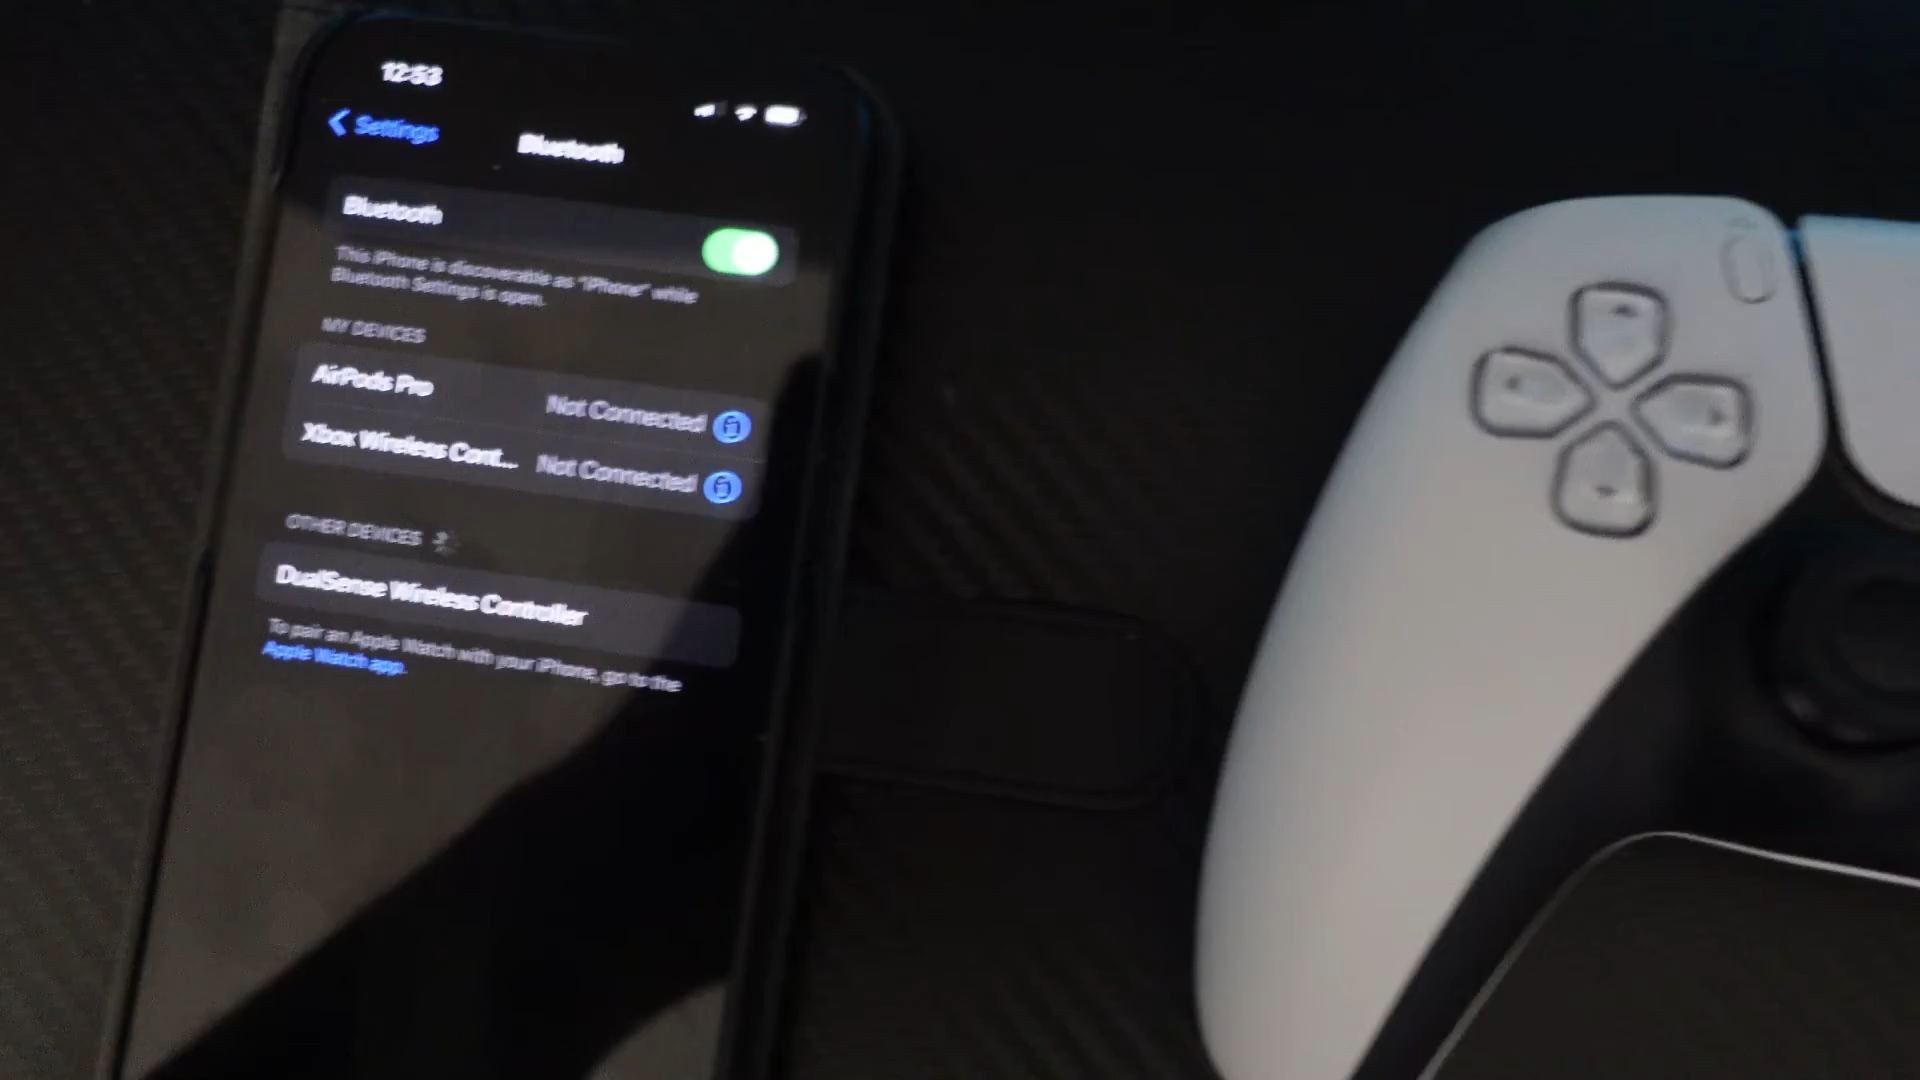 12:53
Settings
Bluetooth
Bluetooth
This iPhone is discoverable as "iPhone" while
Bluetooth Settings is open.
MY DEVICES
AirPods Pro Not Connected
Xbox Wireless Cont... Not Connected
OTHER DEVICES
DualSense Wireless Controller
To pair an Apple Watch with your iPhone, go to the
Apple Watch app.